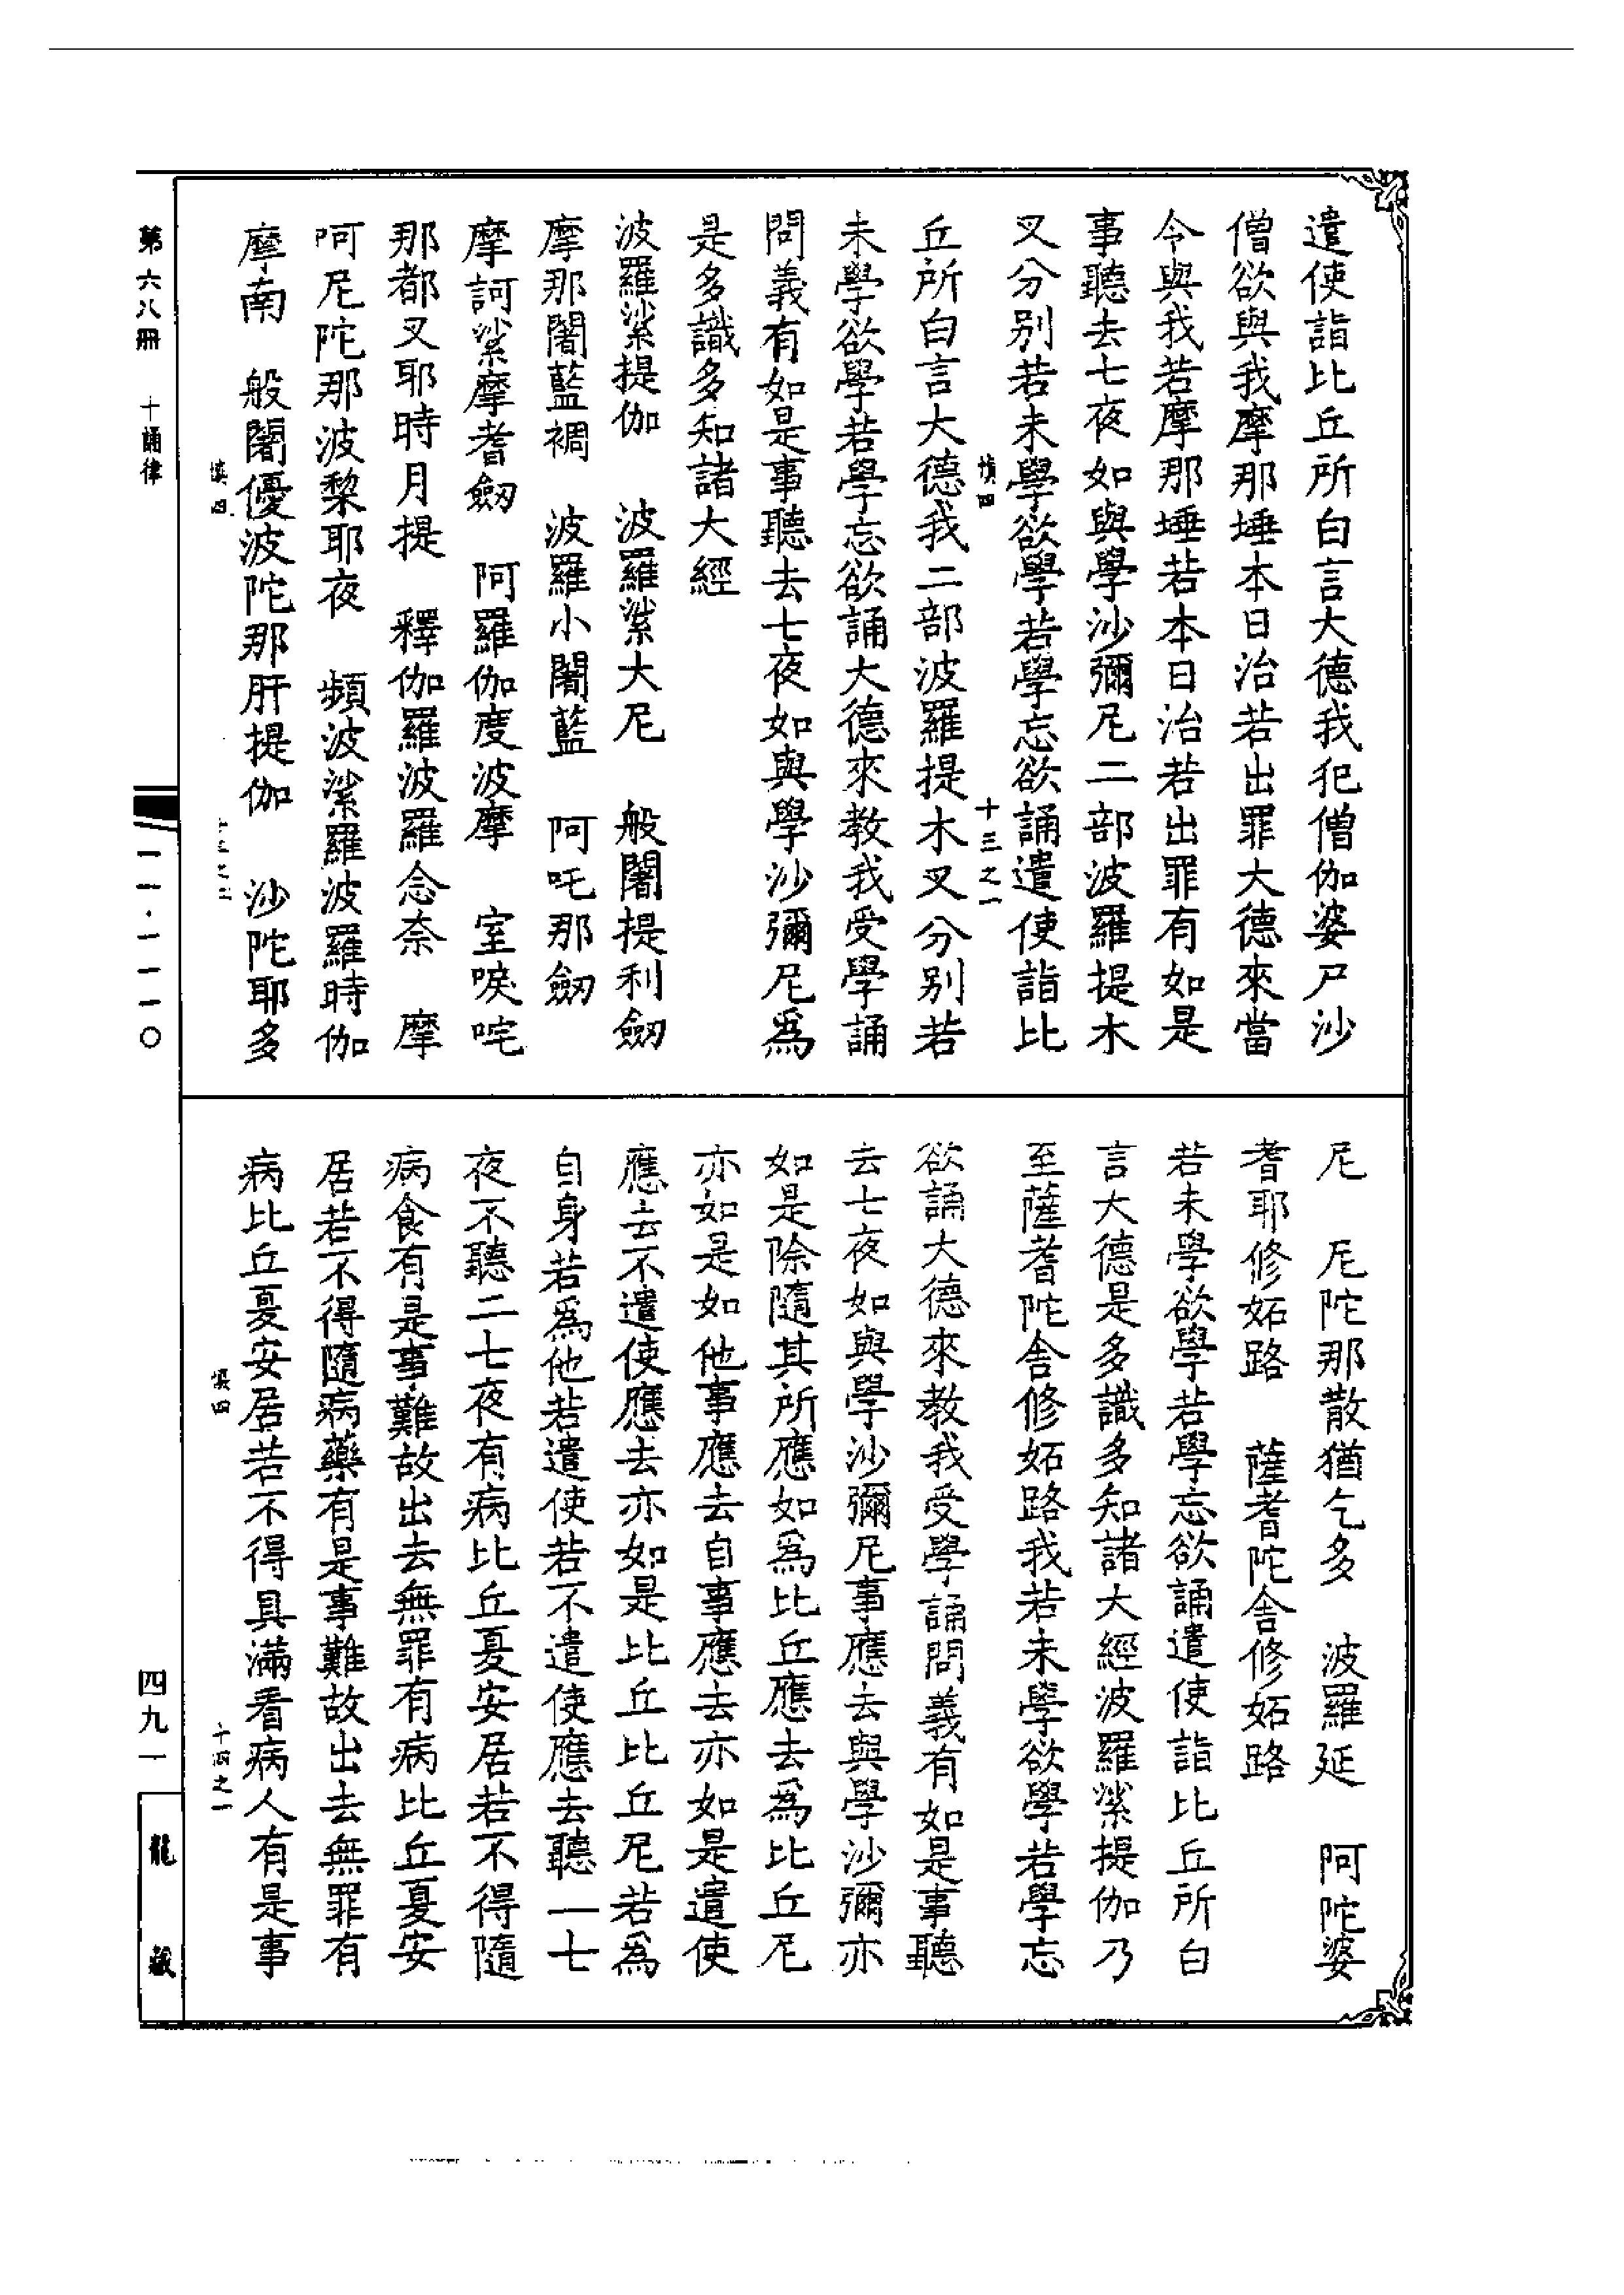 遣使詣比丘所白言大德我犯僧伽婆尸沙
僧欲與我摩那埵本日治若出罪大德來當
令與我若摩那埵若本日治若出罪有如是
事聽去七夜如與學沙彌尼二部波羅提木
叉分別若未學欲學若學忘欲誦遣使詣比
十三之一
丘所白言大德我二部波羅提木叉分別若
未學欲學若學忘欲誦大德來教我受學誦
問義有如是事聽去七夜如與學沙彌尼為
是多識多知諸大經
波羅綔提伽　波羅綔大尼　般闍提利劒
摩那闍藍裯　波羅小闍藍　阿吒那劒
摩訶綔摩耆劒　阿羅伽度波摩　室唳咤
那都叉耶時月提　釋伽羅波羅念奈　摩
呵尼陀那波梨耶夜　頻波綔羅波羅時伽
摩南　般闍優波陀那肝提伽　沙陀耶多
尼　尼陀那散猶乞多　波羅延　阿陀婆
耆耶修妬路　薩耆陀舍修妬路
若未學欲學若學忘欲誦遣使詣比丘所白
言大德是多識多知諸大經波羅綔提伽乃
至薩耆陀舍修妬路我若未學欲學若學忘
欲誦大德來教我受學誦問義有如是事聽
去七夜如與學沙彌尼事應去與學沙彌亦
如是除隨其所應如為比丘應去為比丘尼
亦如是如他事應去自事應去亦如是遣使
應去不遣使應去亦如是比丘比丘尼若為
自身若為他若遣使若不遣使應去聽一七
夜不聽二七夜有病比丘夏安居若不得隨
病食有是事難故出去無罪有病比丘夏安
居若不得隨病藥有是事難故出去無罪有
病比丘夏安居若不得具滿看病人有是事
十四之一
第六八冊　十誦律
一一·一一一〇
四九一
龍藏